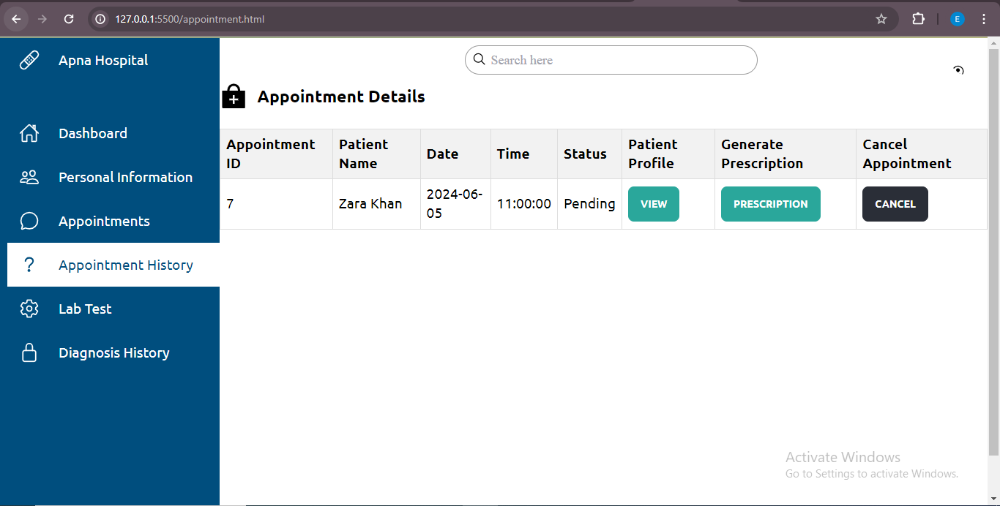 127.0.0.1:5500/appointment.html
E
Apna Hospital
Search here
Appointment Details
Dashboard
Personal Information
Appointments
? Appointment History
Lab Test
Diagnosis History
Appointment ID
Patient Name
Date
Time
Status
Patient Profile
Generate Prescription
Cancel Appointment
7
Zara Khan
2024-06-05
11:00:00
Pending
VIEW
PRESCRIPTION
CANCEL
Activate Windows
Go to Settings to activate Windows.